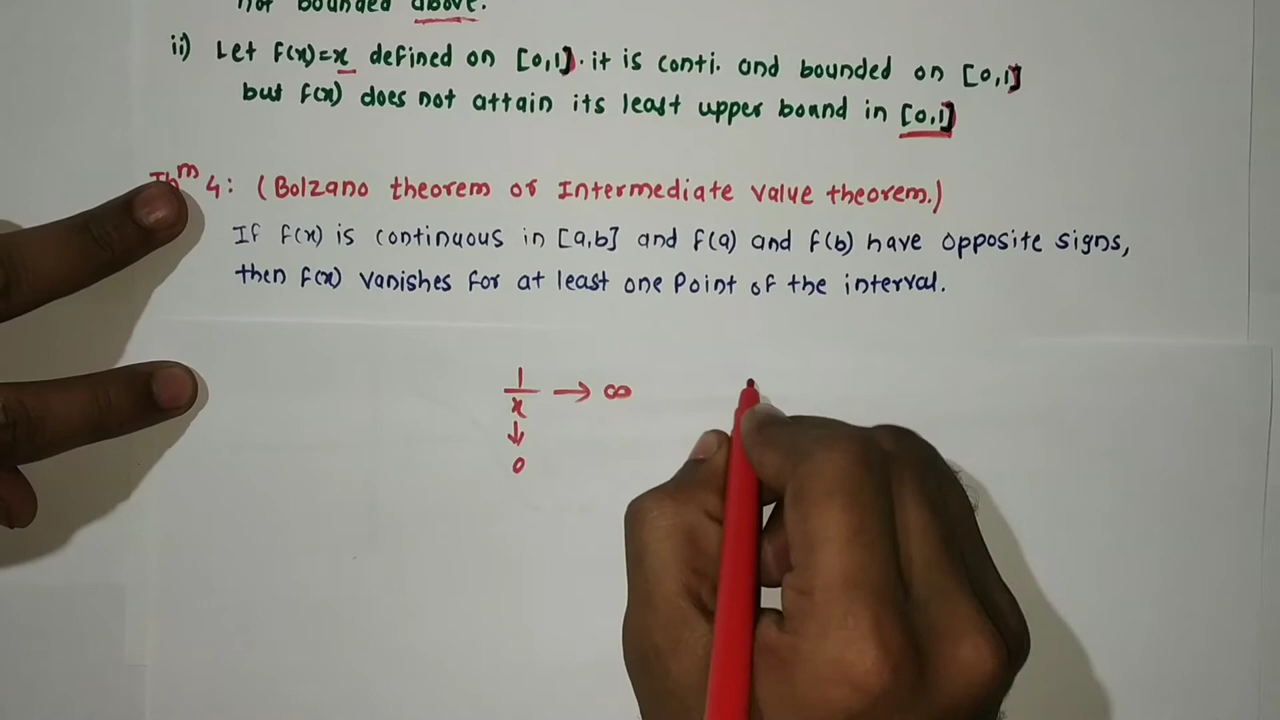 not bounded above.
ii) Let f(x)=x defined on [0,1]. it is conti. and bounded on [0,1]
but f(x) does not attain its least upper bound in [0,1]
Thm 4: (Bolzano theorem or Intermediate value theorem.)
If f(x) is continuous in [a,b] and f(a) and f(b) have opposite signs,
then f(x) vanishes for at least one Point of the interval.
1/x → ∞
↓
0